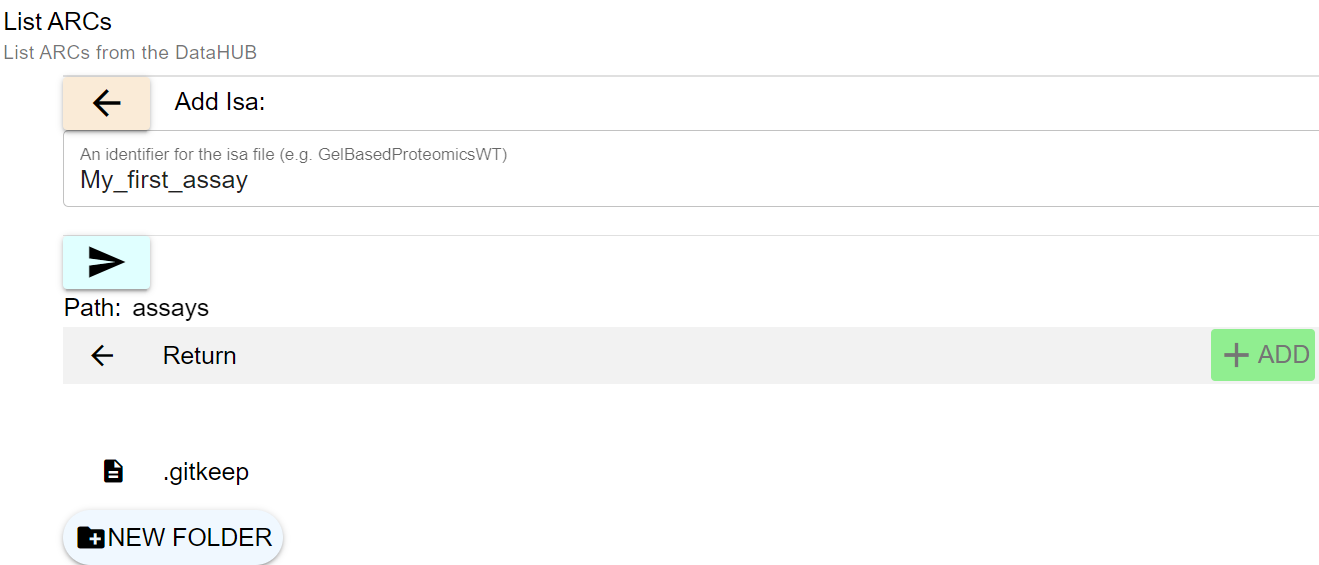 List ARCs
List ARCs from the DataHUB
Add Isa:
An identifier for the isa file (e.g. GelBasedProteomicsWT)
My_first_assay
Path: assays
Return
ADD
.gitkeep
NEW FOLDER